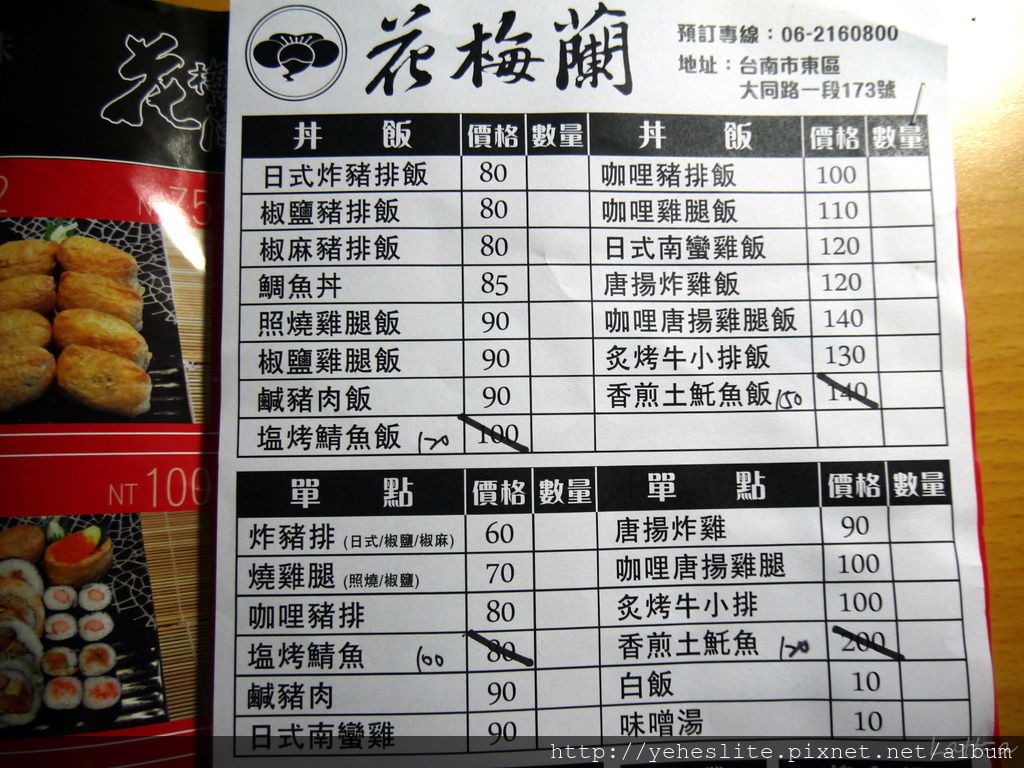 花梅蘭
預訂專線：06-2160800
地址：台南市東區
大同路一段173號
丼 飯 價格 數量 丼 飯 價格 數量
日式炸豬排飯 80 咖哩豬排飯 100
椒鹽豬排飯 80 咖哩雞腿飯 110
椒麻豬排飯 80 日式南蠻雞飯 120
鯛魚丼 85 唐揚炸雞飯 120
照燒雞腿飯 90 咖哩唐揚雞腿飯 140
椒鹽雞腿飯 90 炙烤牛小排飯 130
鹹豬肉飯 90 香煎土魠魚飯 150 140
塩烤鯖魚飯 120 100
單 點 價格 數量 單 點 價格 數量
炸豬排 (日式/椒鹽/椒麻) 60 唐揚炸雞 90
燒雞腿 (照燒/椒鹽) 70 咖哩唐揚雞腿 100
咖哩豬排 80 炙烤牛小排 100
塩烤鯖魚 100 80 香煎土魠魚 120 200
鹹豬肉 90 白飯 10
日式南蠻雞 90 味噌湯 10
花梅
75
NT 100
http://yeheslite.pixnet.net/album